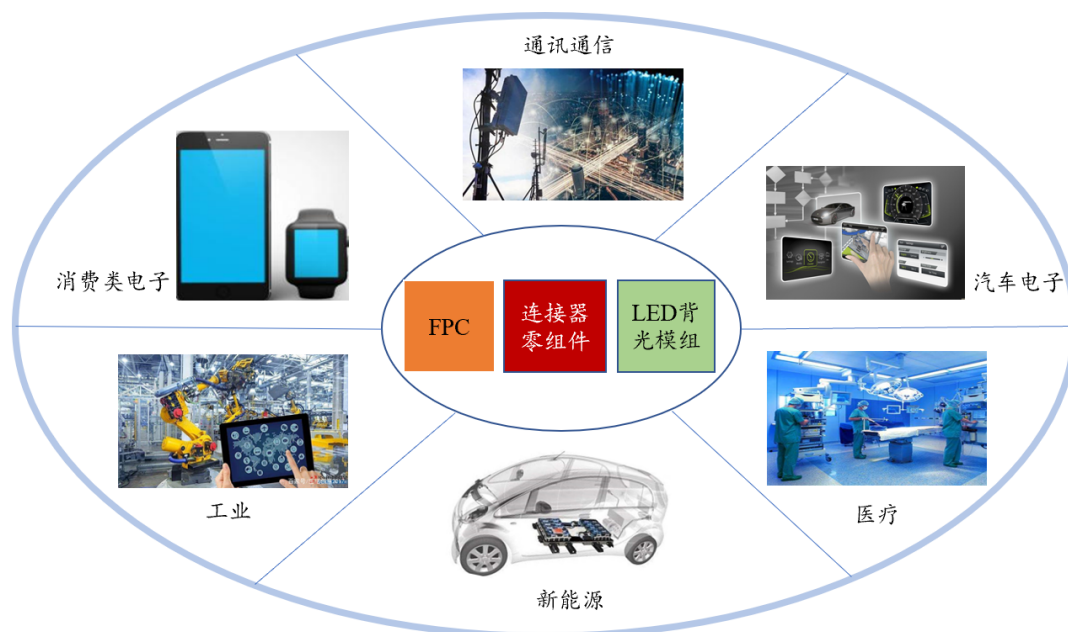 通讯通信
消费类电子
汽车电子
FPC
连接器
零组件
LED背
光模组
工业
医疗
新能源